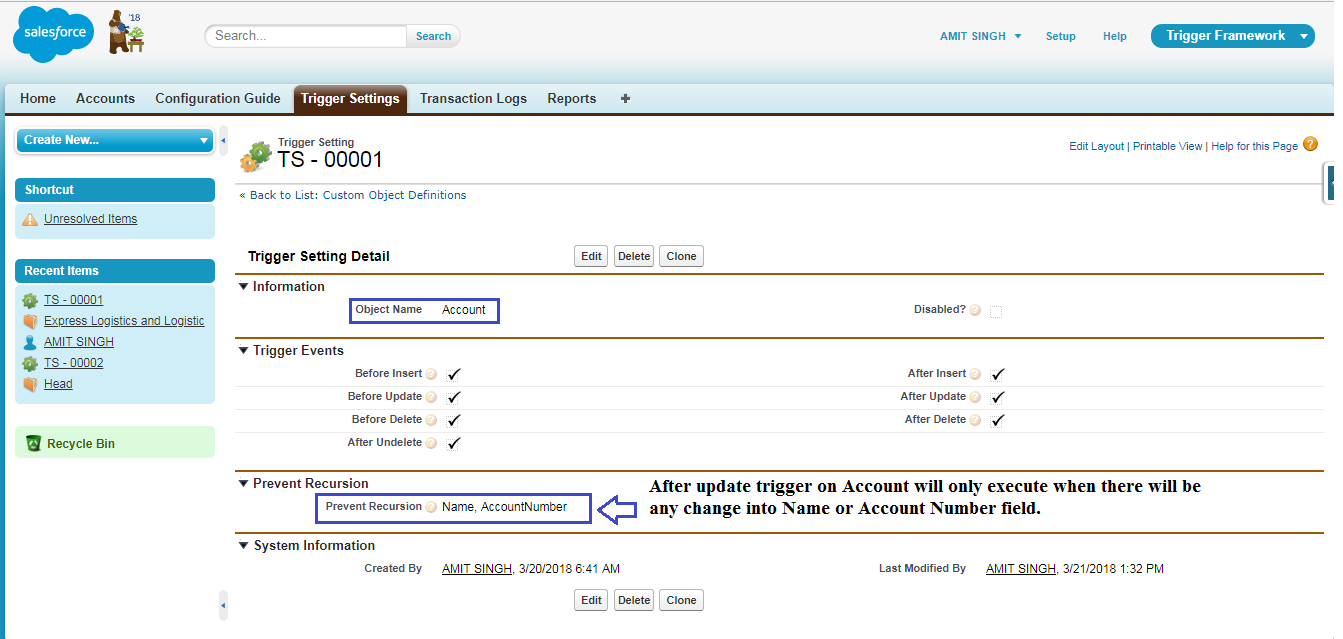 salesforce
'18
Search...
Search
AMIT SINGH
Setup
Help
Trigger Framework
Home
Accounts
Configuration Guide
Trigger Settings
Transaction Logs
Reports
+
Create New...
Shortcut
Unresolved Items
Recent Items
TS - 00001
Express Logistics and Logistic
AMIT SINGH
TS - 00002
Head
Recycle Bin
Trigger Setting
TS - 00001
Edit Layout | Printable View | Help for this Page ?
« Back to List: Custom Object Definitions
Trigger Setting Detail
Edit
Delete
Clone
Information
Object Name Account
Disabled? ?
Trigger Events
Before Insert ?
After Insert ?
Before Update ?
After Update ?
Before Delete ?
After Delete ?
After Undelete ?
Prevent Recursion
Prevent Recursion ? Name, AccountNumber
After update trigger on Account will only execute when there will be
any change into Name or Account Number field.
System Information
Created By AMIT SINGH, 3/20/2018 6:41 AM
Last Modified By AMIT SINGH, 3/21/2018 1:32 PM
Edit
Delete
Clone